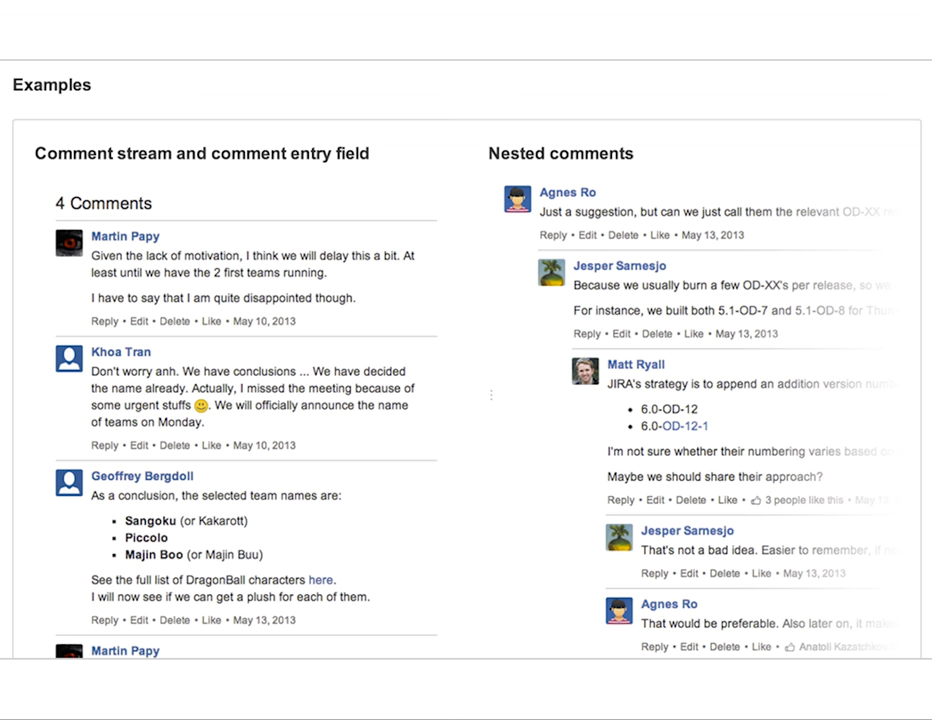 Examples
Comment stream and comment entry field
4 Comments
Martin Papy
Given the lack of motivation, I think we will delay this a bit. At
least until we have the 2 first teams running.
I have to say that I am quite disappointed though.
Reply • Edit • Delete • Like • May 10, 2013
Khoa Tran
Don't worry anh. We have conclusions ... We have decided
the name already. Actually, I missed the meeting because of
some urgent stuffs 🙂. We will officially announce the name
of teams on Monday.
Reply • Edit • Delete • Like • May 10, 2013
Geoffrey Bergdoll
As a conclusion, the selected team names are:
• Sangoku (or Kakarott)
• Piccolo
• Majin Boo (or Majin Buu)
See the full list of DragonBall characters here.
I will now see if we can get a plush for each of them.
Reply • Edit • Delete • Like • May 13, 2013
Martin Papy
Nested comments
Agnes Ro
Just a suggestion, but can we just call them the relevant OD-XX
Reply • Edit • Delete • Like • May 13, 2013
Jesper Sarnesjo
Because we usually burn a few OD-XX's per release, so
For instance, we built both 5.1-OD-7 and 5.1-OD-8 for
Reply • Edit • Delete • Like • May 13, 2013
Matt Ryall
JIRA's strategy is to append an addition version
• 6.0-OD-12
• 6.0-OD-12-1
I'm not sure whether their numbering varies based
Maybe we should share their approach?
Reply • Edit • Delete • Like • 3 people like this • May
Jesper Sarnesjo
That's not a bad idea. Easier to remember, if
Reply • Edit • Delete • Like • May 13, 2013
Agnes Ro
That would be preferable. Also later on, it
Reply • Edit • Delete • Like • Anatoli